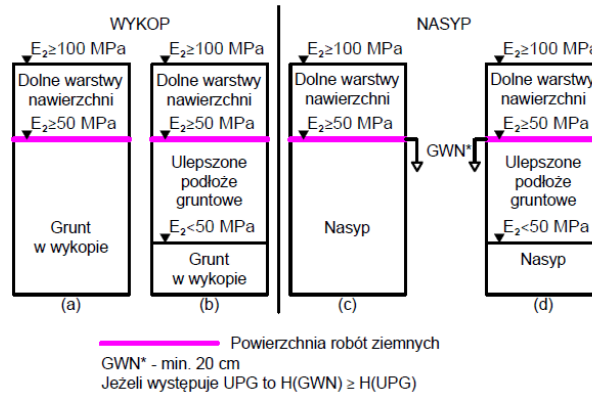 WYKOP
NASYP
E₂≥100 MPa
E₂≥100 MPa
E₂≥100 MPa
E₂≥100 MPa
Dolne warstwy
nawierzchni
Dolne warstwy
nawierzchni
Dolne warstwy
nawierzchni
Dolne warstwy
nawierzchni
E₂≥50 MPa
E₂≥50 MPa
E₂≥50 MPa
E₂≥50 MPa
GWN*
Grunt
w wykopie
Ulepszone
podłoże
gruntowe
E₂<50 MPa
Grunt
w wykopie
Nasyp
Ulepszone
podłoże
gruntowe
E₂<50 MPa
Nasyp
(a)
(b)
(c)
(d)
Powierzchnia robót ziemnych
GWN* - min. 20 cm
Jeżeli występuje UPG to H(GWN) ≥ H(UPG)